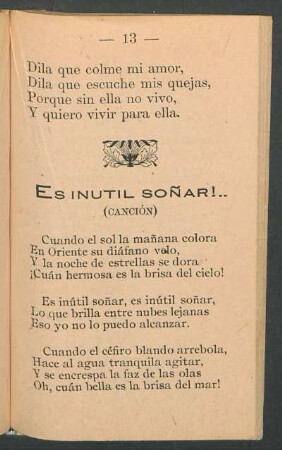 — 13 —
Dila que colme mi amor,
Dila que escuche mis quejas,
Porque sin ella no vivo,
Y quiero vivir para ella.
ES INUTIL SOÑAR!..
(CANCIÓN)
Cuando el sol la mañana colora
En Oriente su diáfano velo,
Y la noche de estrellas se dora
¡Cuán hermosa es la brisa del cielo!
Es inútil soñar, es inútil soñar,
Lo que brilla entre nubes lejanas
Eso yo no lo puedo alcanzar.
Cuando el céfiro blando arrebola,
Hace al agua tranquila agitar,
Y se encrespa la faz de las olas
Oh, cuán bella es la brisa del mar!